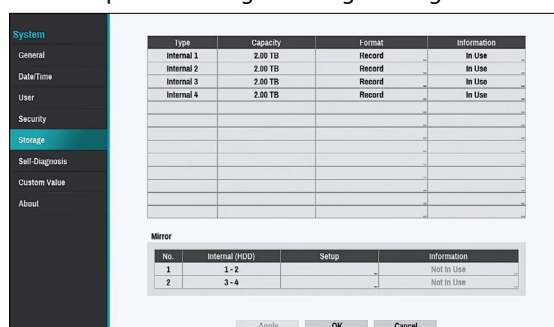 System
General
Date/Time
User
Security
Storage
Self-Diagnosis
Custom Value
About
Type Capacity Format Information
Internal 1 2.00 TB Record In Use
Internal 2 2.00 TB Record In Use
Internal 3 2.00 TB Record In Use
Internal 4 2.00 TB Record In Use
Mirror
No. Internal (HDD) Setup Information
1 1 - 2 Not In Use
2 3 - 4 Not In Use
Apply OK Cancel